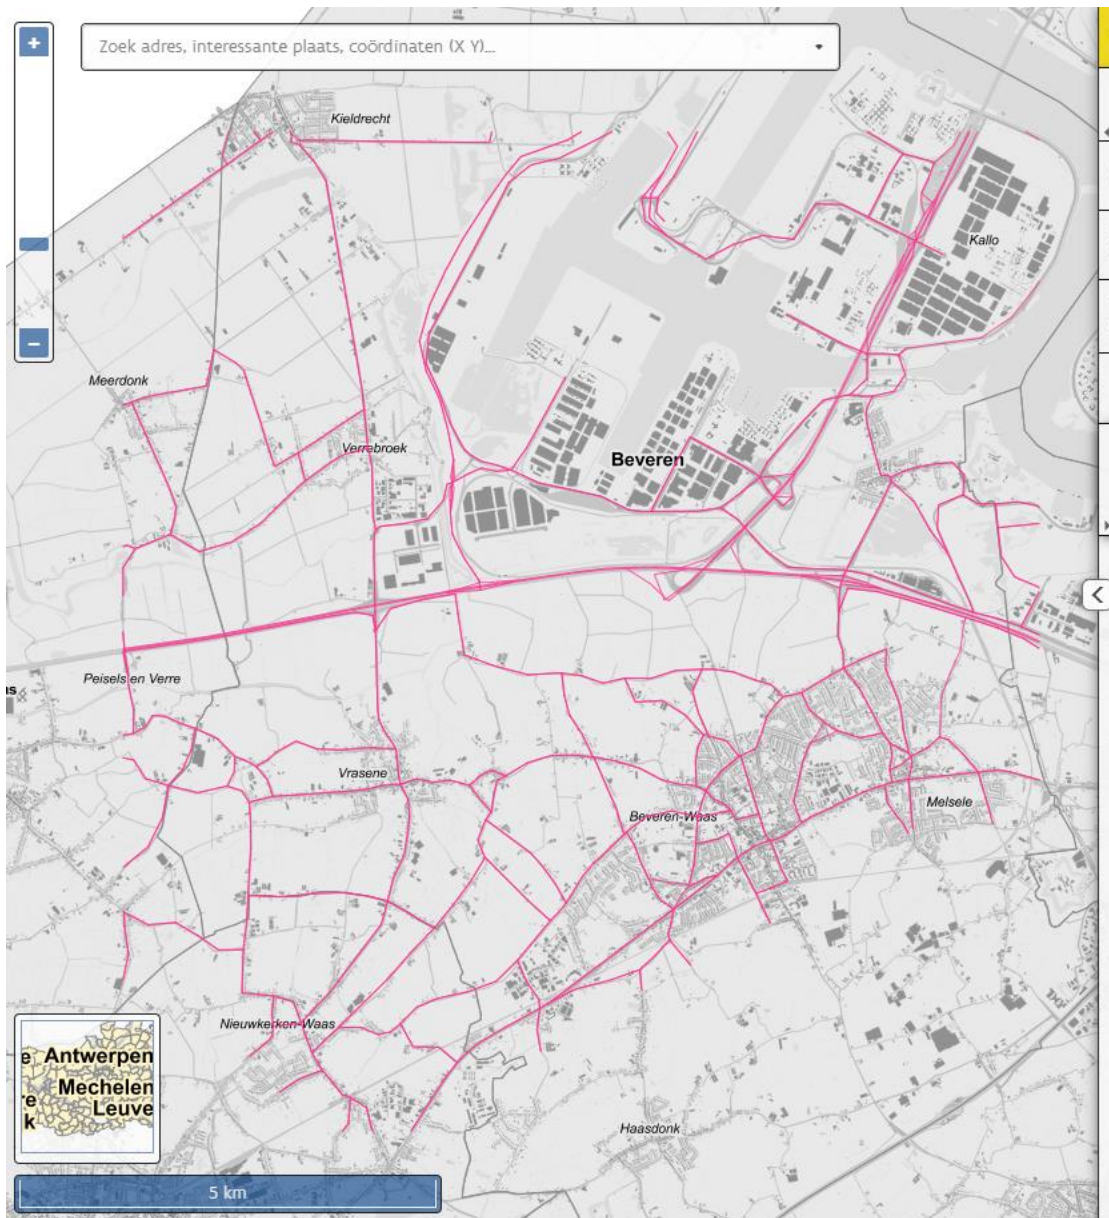 +
Zoek adres, interessante plaats, coördinaten (X Y)...
Kieldrecht
Kallo
–
Meerdonk
Verrebroek
Beveren
Peisels en Verre
Vrasene
Melsele
Beveren-Waas
Nieuwkerken-Waas
Antwerpen
Mechelen
Leuve
Haasdonk
5 km